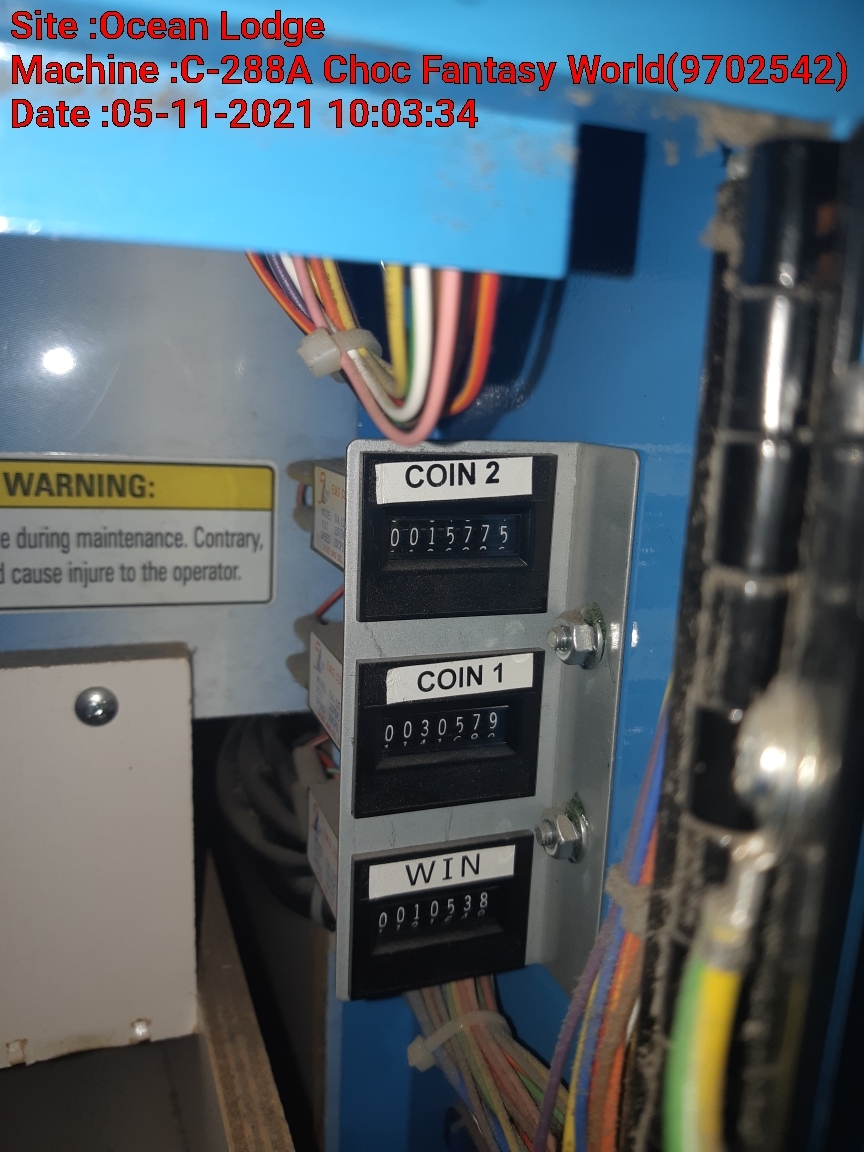 Site :Ocean Lodge
Machine :C-288A Choc Fantasy World(9702542)
Date :05-11-2021 10:03:34
WARNING:
e during maintenance. Contrary,
d cause injure to the operator.
COIN 2
0015775
COIN 1
0030579
WIN
0010538